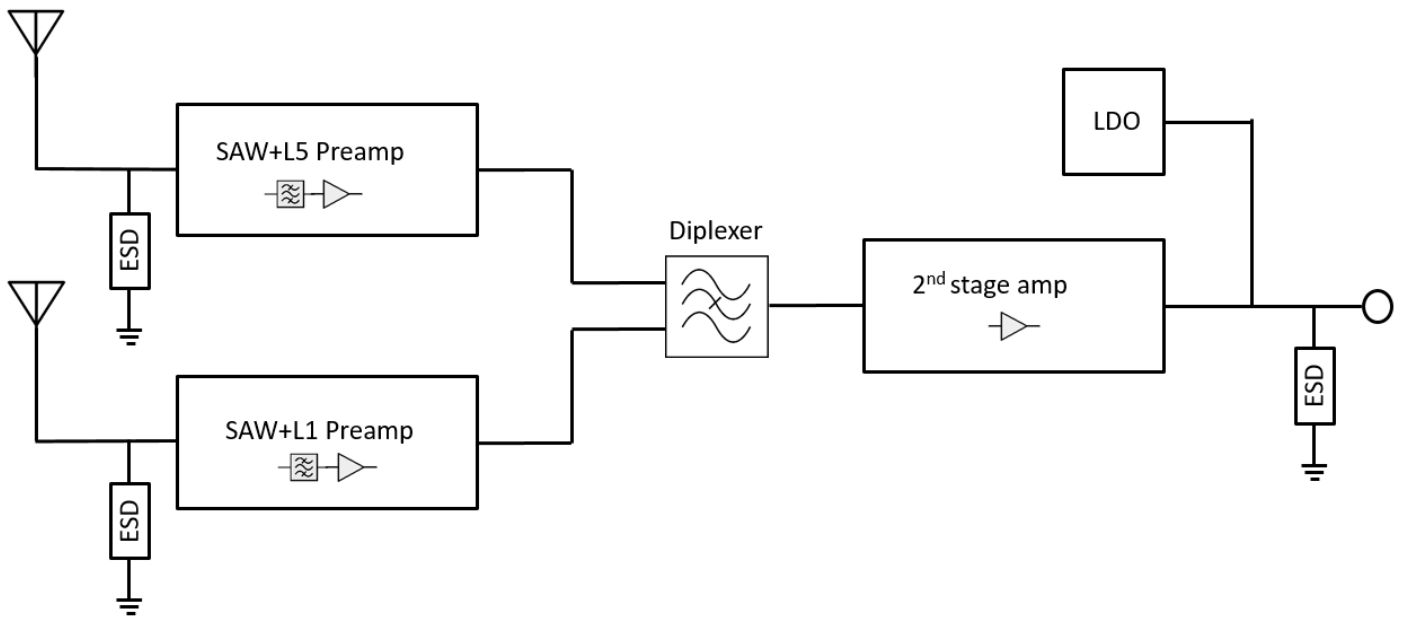 SAW+L5 Preamp
ESD
LDO
Diplexer
2nd stage amp
SAW+L1 Preamp
ESD
ESD